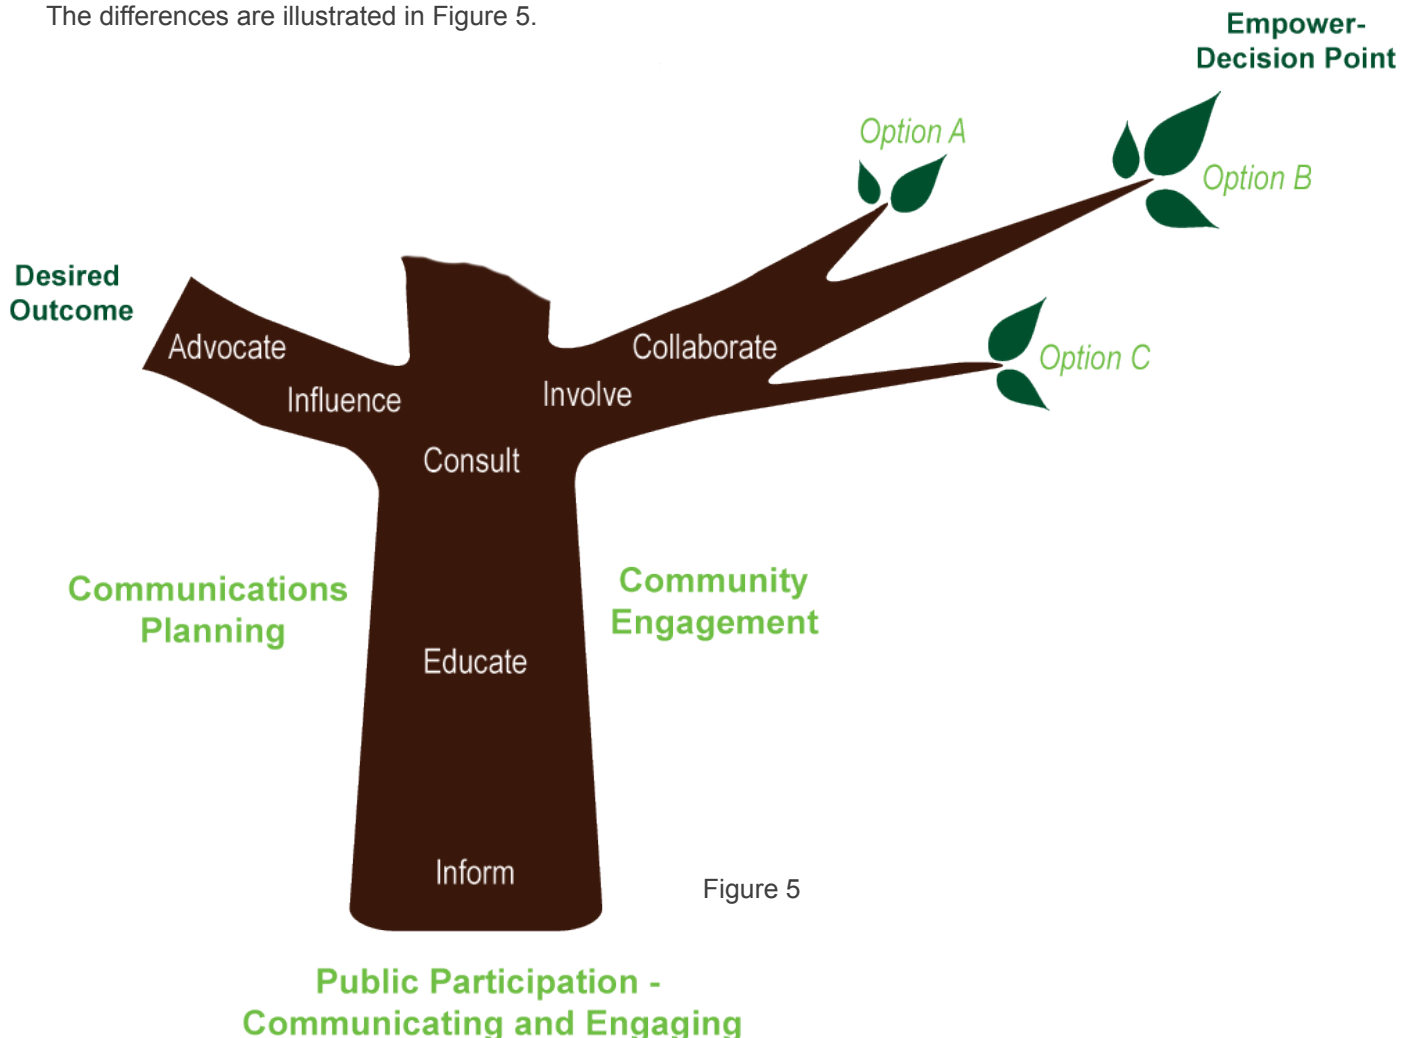 The differences are illustrated in Figure 5.
Empower-
Decision Point
Option A
Option B
Desired
Outcome
Advocate
Collaborate
Option C
Influence
Involve
Consult
Communications
Planning
Community
Engagement
Educate
Inform
Figure 5
Public Participation -
Communicating and Engaging